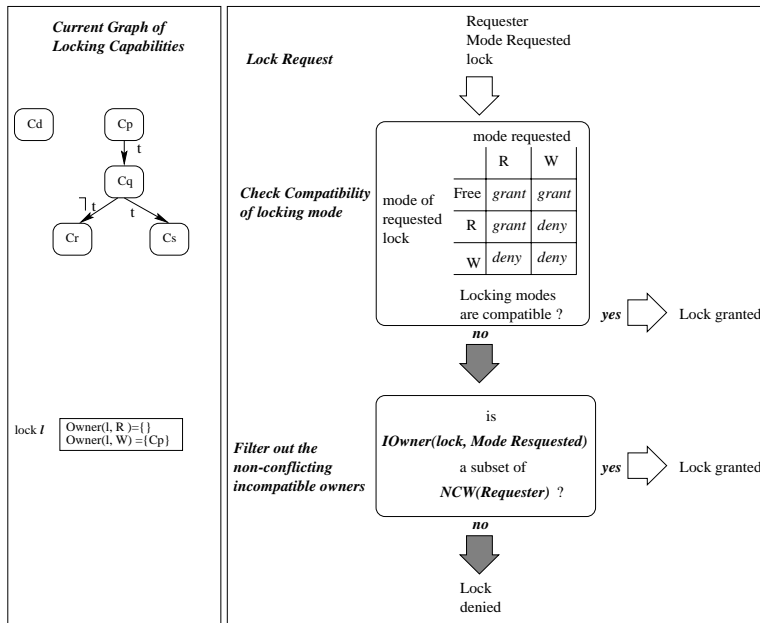 Current Graph of
Locking Capabilities
Cd
Cp
t
Cq
¬t
t
Cr
Cs
lock l
Owner(l, R )={}
Owner(l, W) ={Cp}
Requester
Mode Requested
lock
Lock Request
mode requested
R W
Free grant grant
R grant deny
W deny deny
mode of
requested
lock
Check Compatibility
of locking mode
Locking modes
are compatible ?
yes
Lock granted
no
is
IOwner(lock, Mode Resquested)
a subset of
NCW(Requester) ?
Filter out the
non-conflicting
incompatible owners
yes
Lock granted
no
Lock
denied